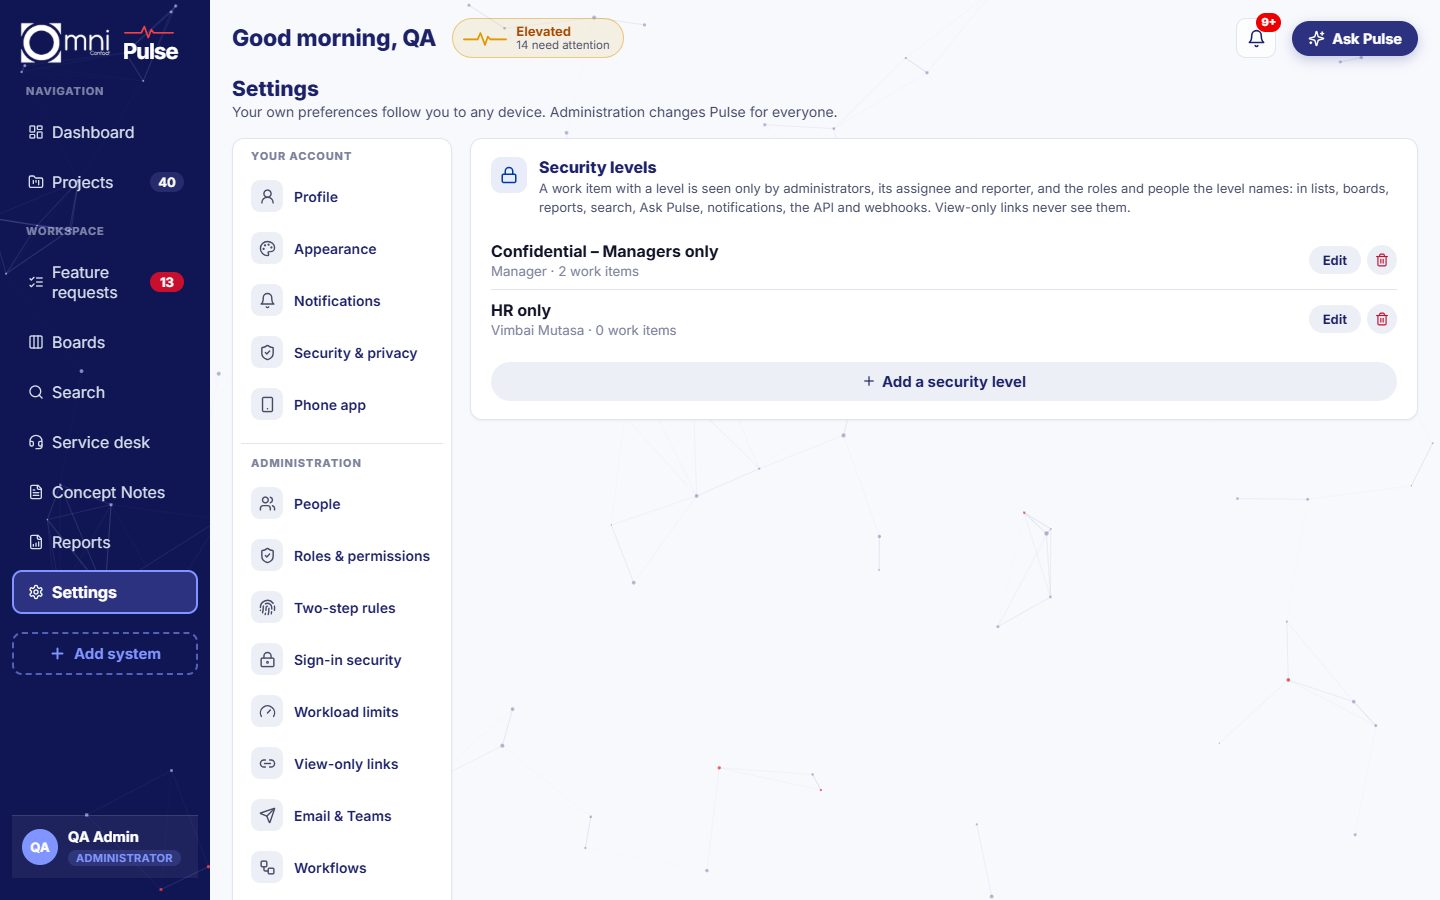 Omni
Contact
Pulse
NAVIGATION
Dashboard
Projects 40
WORKSPACE
Feature requests 13
Boards
Search
Service desk
Concept Notes
Reports
Settings
+ Add system
QA
QA Admin
ADMINISTRATOR
Good morning, QA
Elevated
14 need attention
9+
Ask Pulse
Settings
Your own preferences follow you to any device. Administration changes Pulse for everyone.
YOUR ACCOUNT
Profile
Appearance
Notifications
Security & privacy
Phone app
ADMINISTRATION
People
Roles & permissions
Two-step rules
Sign-in security
Workload limits
View-only links
Email & Teams
Workflows
Security levels
A work item with a level is seen only by administrators, its assignee and reporter, and the roles and people the level names: in lists, boards,
reports, search, Ask Pulse, notifications, the API and webhooks. View-only links never see them.
Confidential – Managers only
Manager · 2 work items
Edit
HR only
Vimbai Mutasa · 0 work items
Edit
+ Add a security level